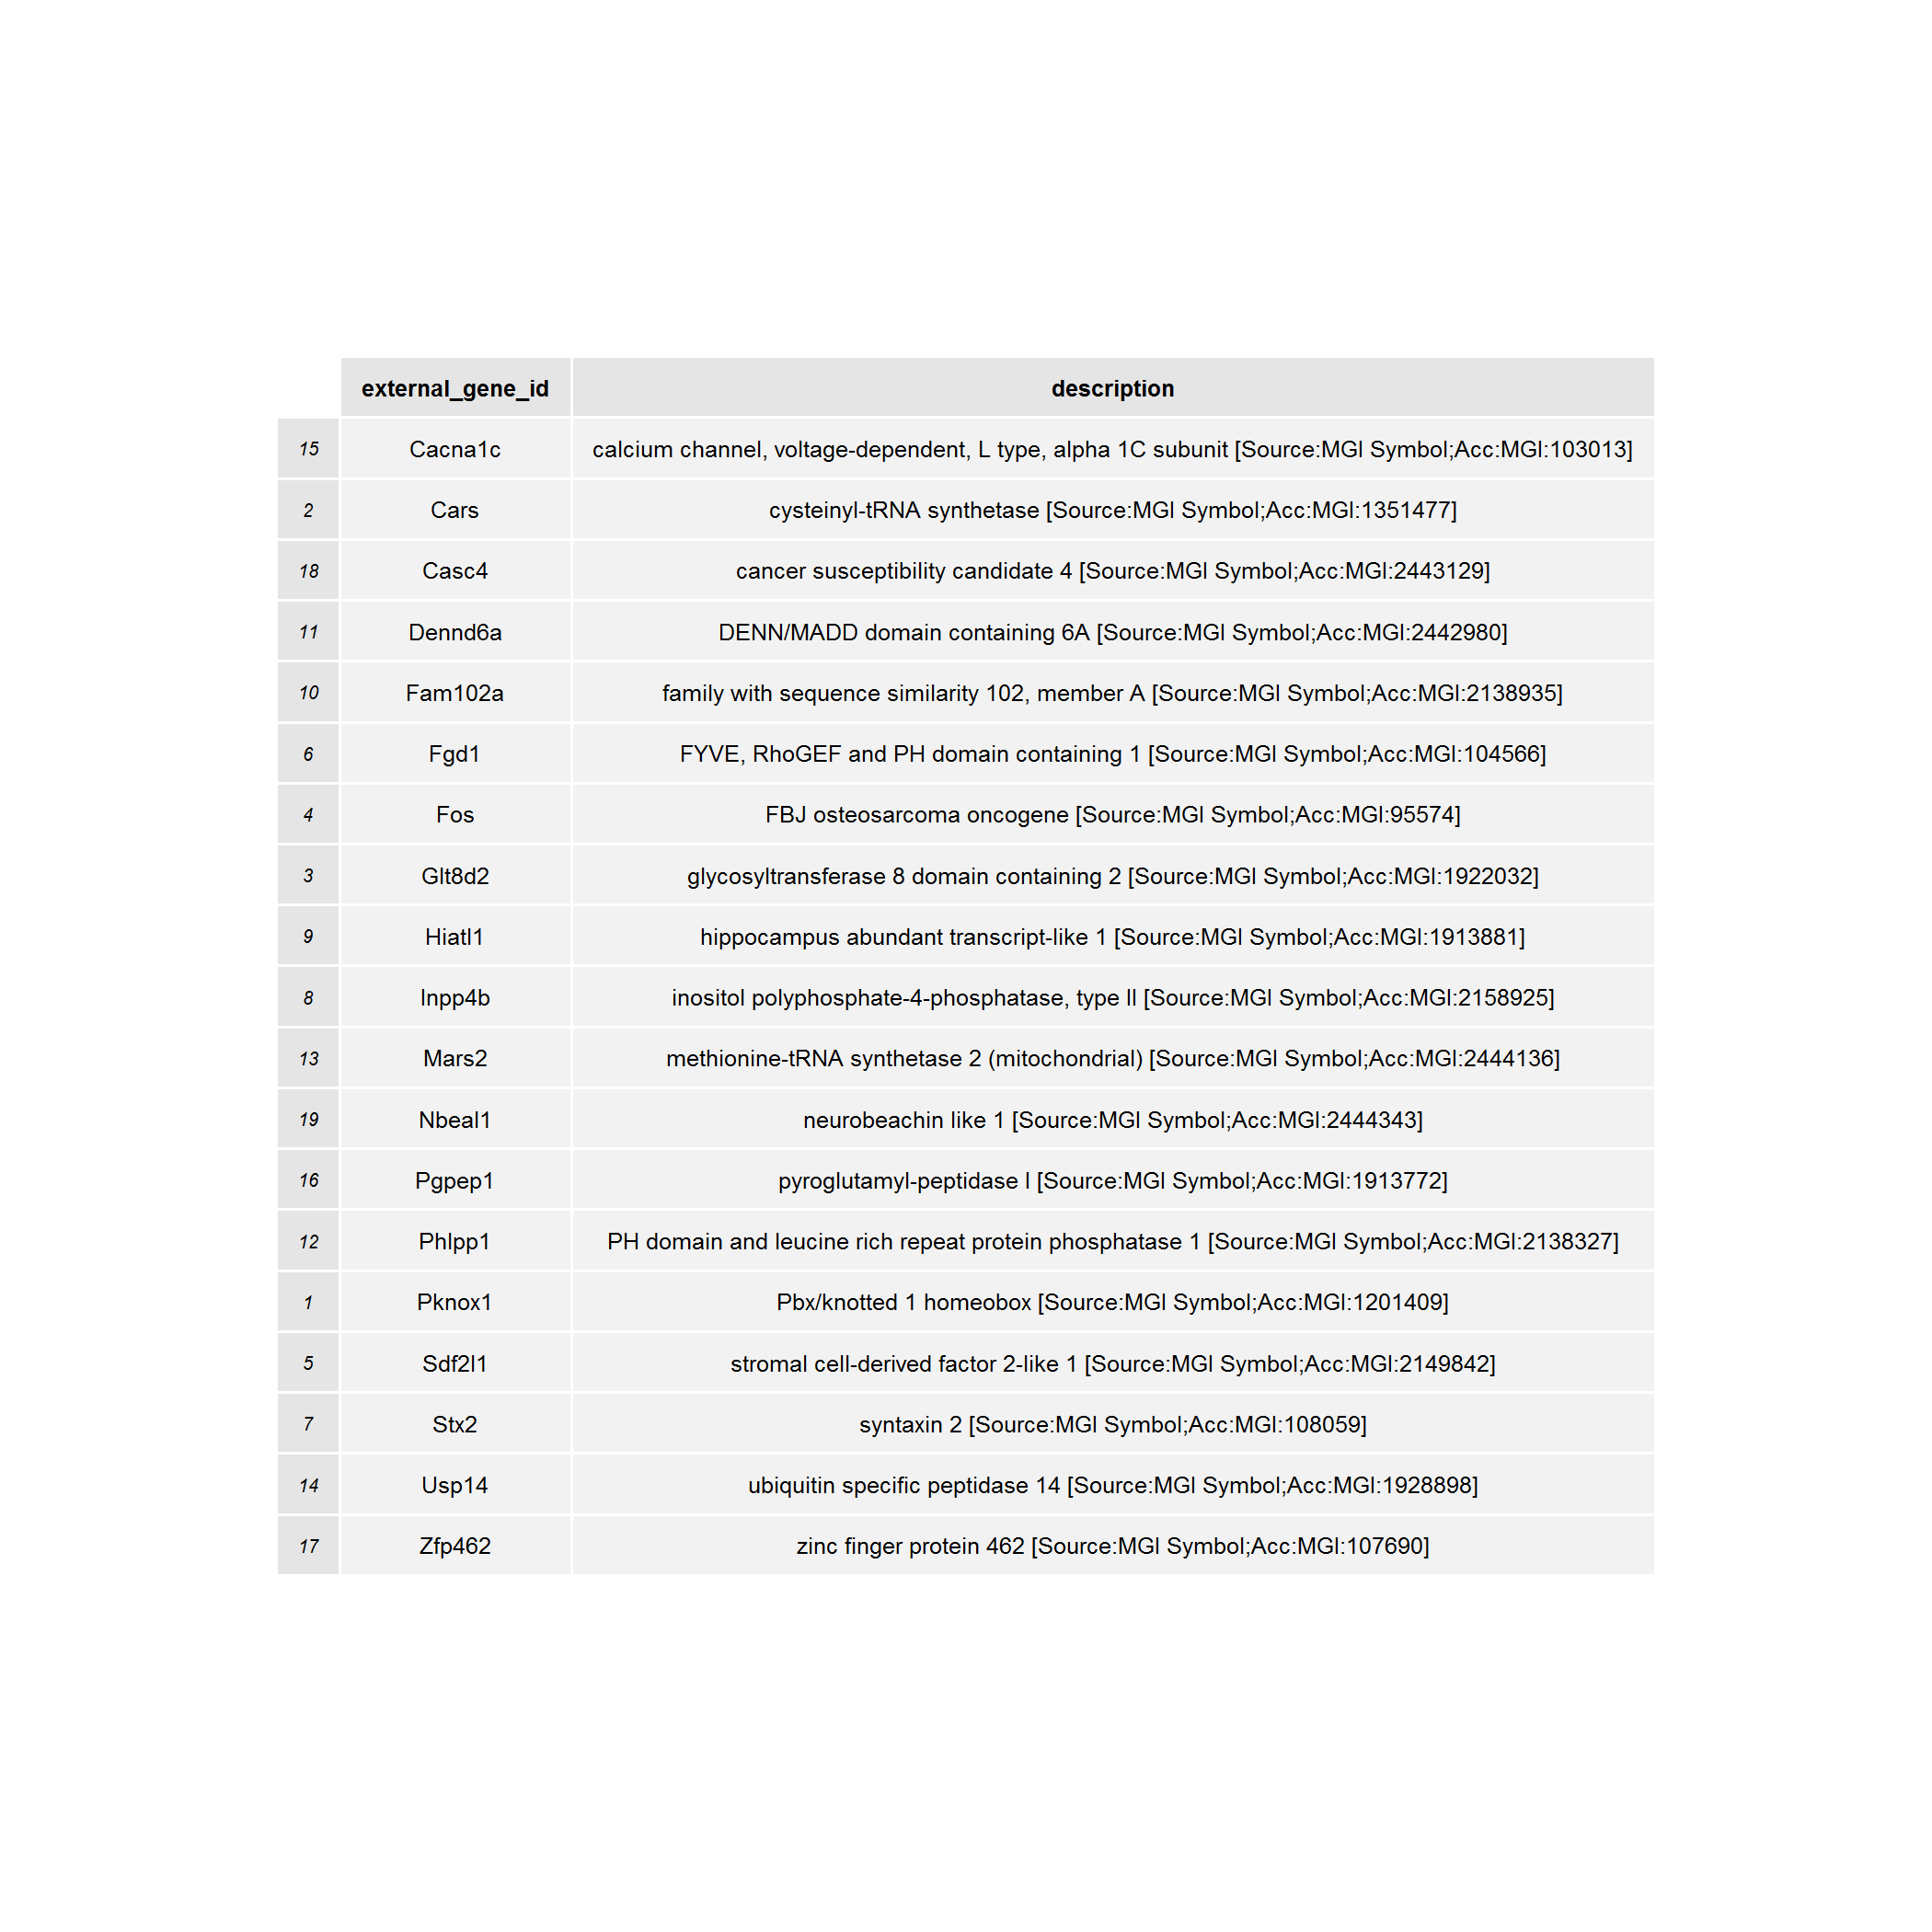 external_gene_id description
15 Cacna1c calcium channel, voltage-dependent, L type, alpha 1C subunit [Source:MGI Symbol;Acc:MGI:103013]
2 Cars cysteinyl-tRNA synthetase [Source:MGI Symbol;Acc:MGI:1351477]
18 Casc4 cancer susceptibility candidate 4 [Source:MGI Symbol;Acc:MGI:2443129]
11 Dennd6a DENN/MADD domain containing 6A [Source:MGI Symbol;Acc:MGI:2442980]
10 Fam102a family with sequence similarity 102, member A [Source:MGI Symbol;Acc:MGI:2138935]
6 Fgd1 FYVE, RhoGEF and PH domain containing 1 [Source:MGI Symbol;Acc:MGI:104566]
4 Fos FBJ osteosarcoma oncogene [Source:MGI Symbol;Acc:MGI:95574]
3 Glt8d2 glycosyltransferase 8 domain containing 2 [Source:MGI Symbol;Acc:MGI:1922032]
9 Hiatl1 hippocampus abundant transcript-like 1 [Source:MGI Symbol;Acc:MGI:1913881]
8 Inpp4b inositol polyphosphate-4-phosphatase, type II [Source:MGI Symbol;Acc:MGI:2158925]
13 Mars2 methionine-tRNA synthetase 2 (mitochondrial) [Source:MGI Symbol;Acc:MGI:2444136]
19 Nbeal1 neurobeachin like 1 [Source:MGI Symbol;Acc:MGI:2444343]
16 Pgpep1 pyroglutamyl-peptidase I [Source:MGI Symbol;Acc:MGI:1913772]
12 Phlpp1 PH domain and leucine rich repeat protein phosphatase 1 [Source:MGI Symbol;Acc:MGI:2138327]
1 Pknox1 Pbx/knotted 1 homeobox [Source:MGI Symbol;Acc:MGI:1201409]
5 Sdf2l1 stromal cell-derived factor 2-like 1 [Source:MGI Symbol;Acc:MGI:2149842]
7 Stx2 syntaxin 2 [Source:MGI Symbol;Acc:MGI:108059]
14 Usp14 ubiquitin specific peptidase 14 [Source:MGI Symbol;Acc:MGI:1928898]
17 Zfp462 zinc finger protein 462 [Source:MGI Symbol;Acc:MGI:107690]